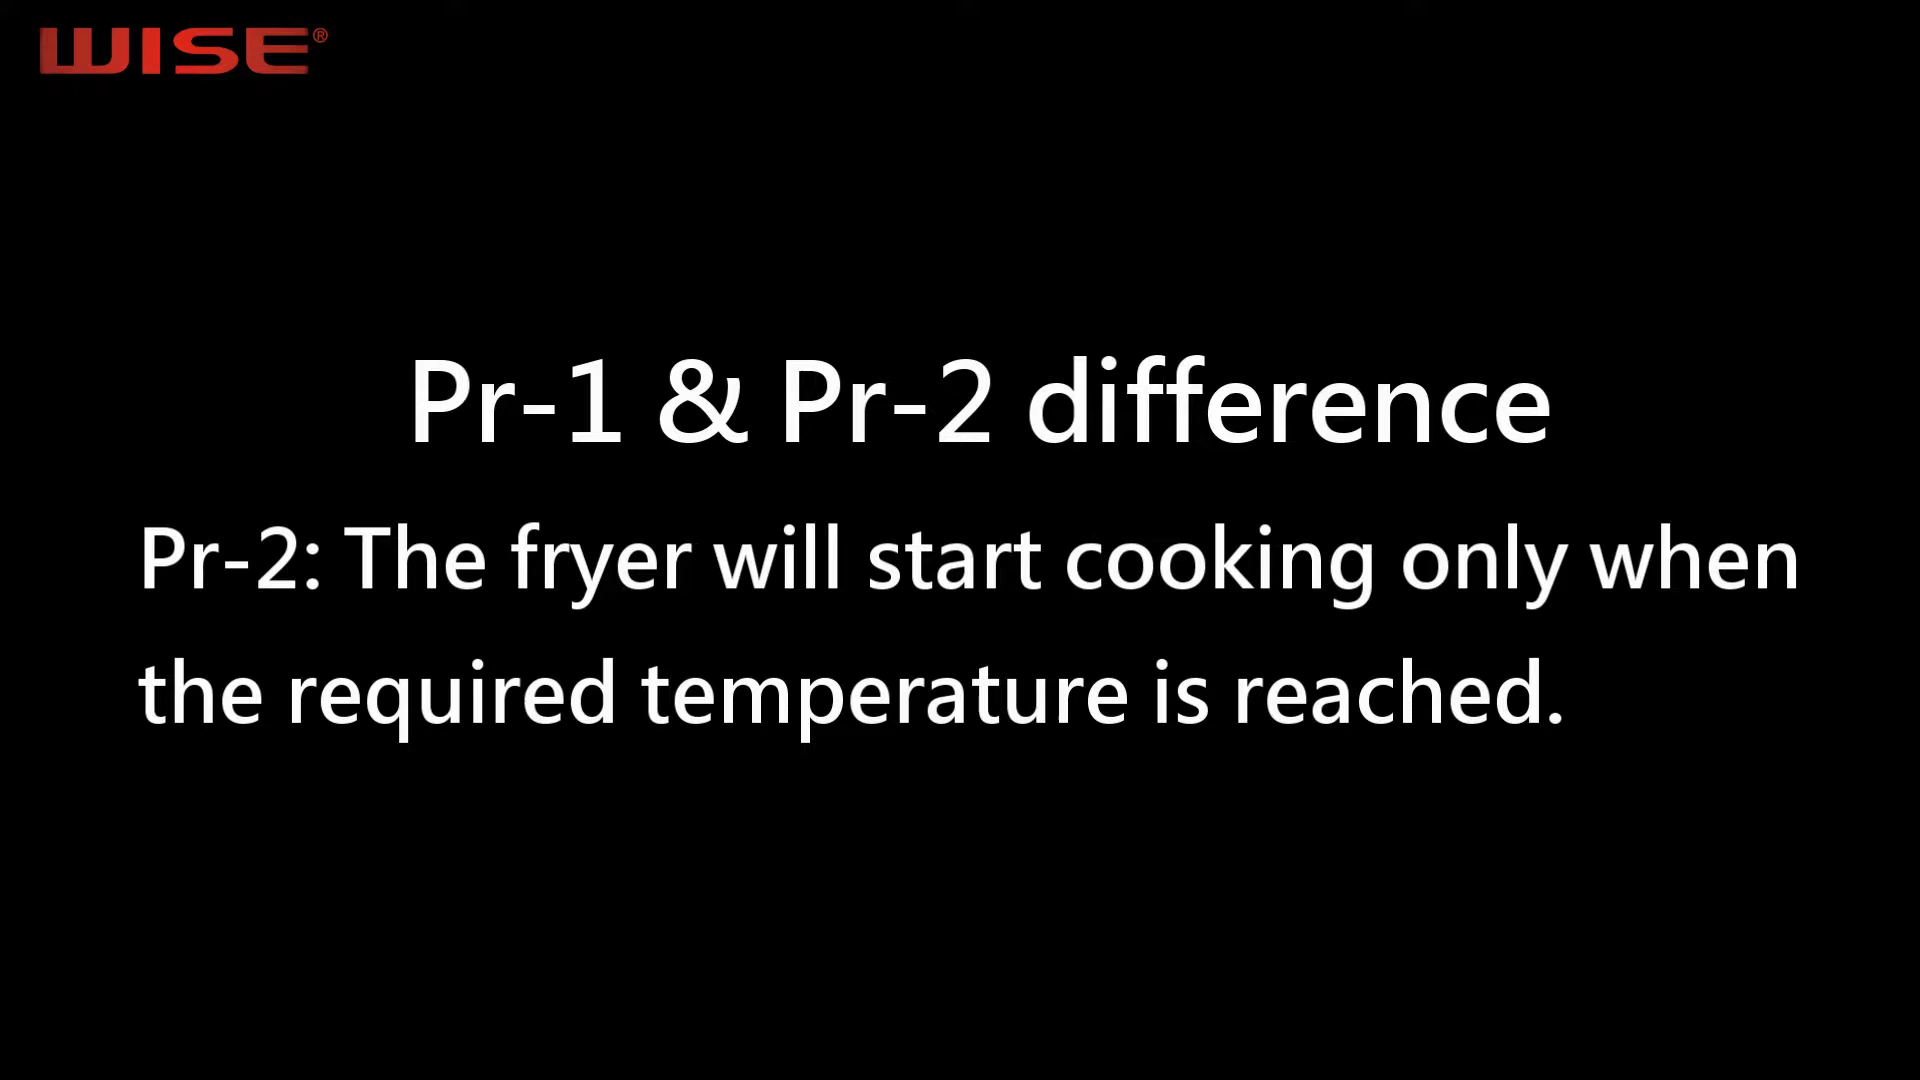 WISE®
Pr-1 & Pr-2 difference
Pr-2: The fryer will start cooking only when
the required temperature is reached.